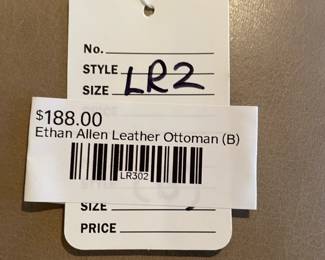 No.
STYLE LR2
SIZE
$188.00
Ethan Allen Leather Ottoman (B)
LR302
SIZE
PRICE